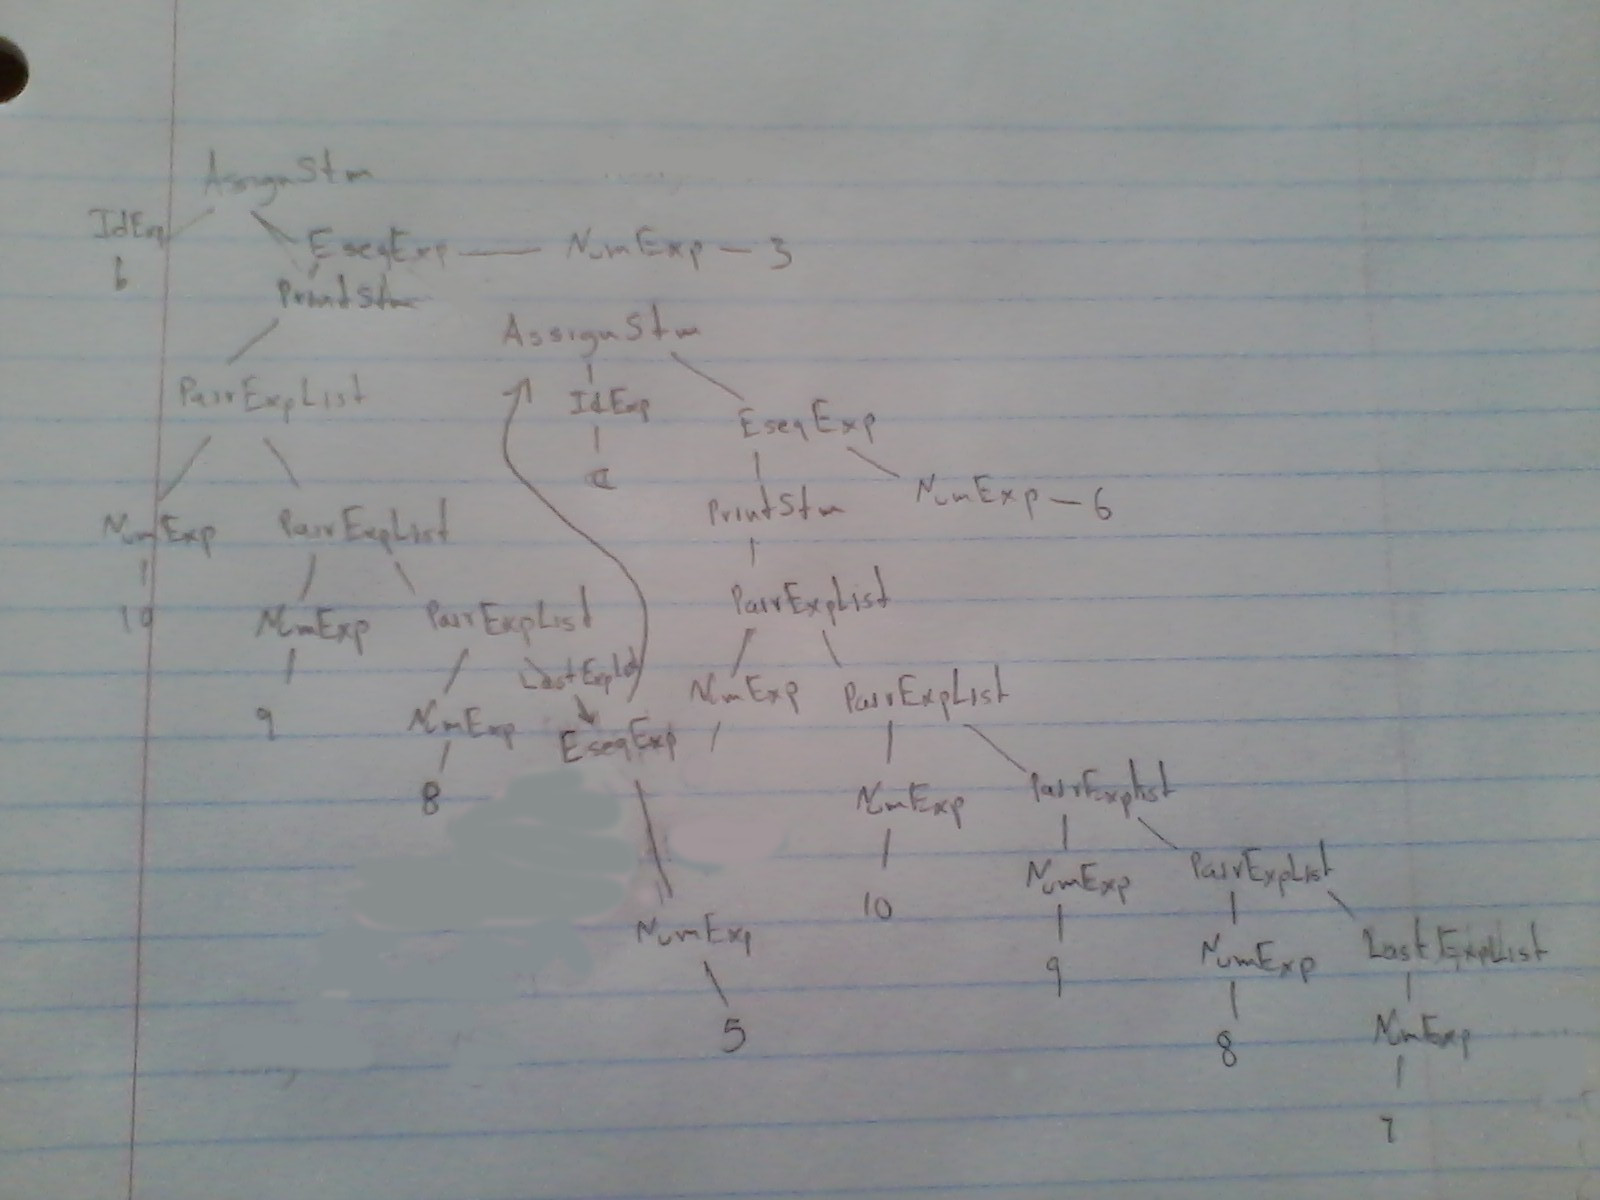 AssignStm
IdExp
EseqExp NumExp 3
b
PrintStm
AssignStm
PairExpList
IdExp
EseqExp
a
NumExp 6
PrintStm
NumExp PairExpList
PairExpList
10
NumExp PairExpList
LastExpLst
NumExp PairExpList
9
NumExp
EseqExp
8
NumExp
PairExpList
NumExp
PairExpList
10
NumExp
5
9
NumExp
LastExpList
8
NumExp
7